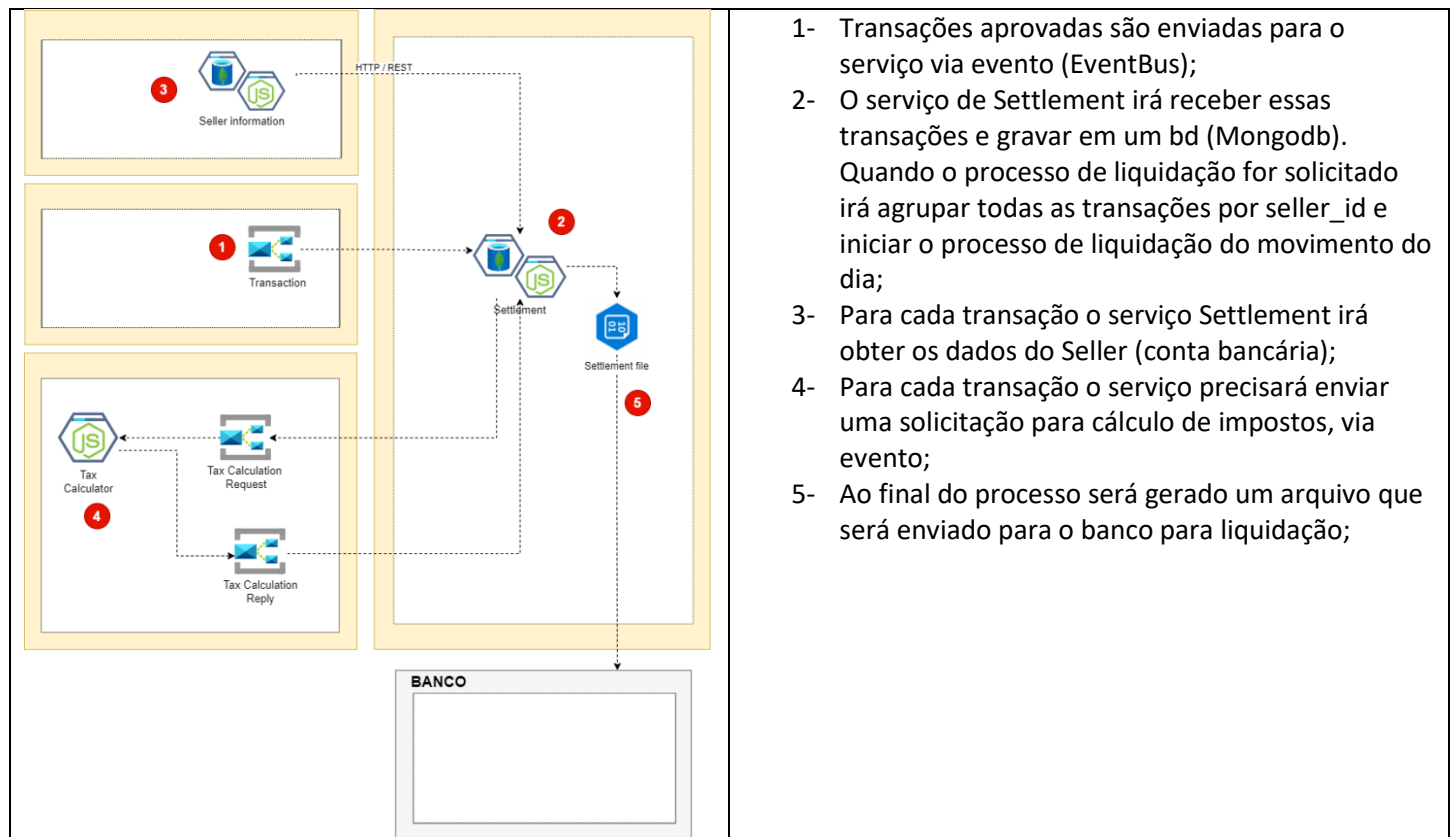 HTTP / REST
3
Seller information
1
Transaction
2
Settlement
Settlement file
5
Tax
Calculator
4
Tax Calculation
Request
Tax Calculation
Reply
BANCO
1- Transações aprovadas são enviadas para o
serviço via evento (EventBus);
2- O serviço de Settlement irá receber essas
transações e gravar em um bd (Mongodb).
Quando o processo de liquidação for solicitado
irá agrupar todas as transações por seller_id e
iniciar o processo de liquidação do movimento do
dia;
3- Para cada transação o serviço Settlement irá
obter os dados do Seller (conta bancária);
4- Para cada transação o serviço precisará enviar
uma solicitação para cálculo de impostos, via
evento;
5- Ao final do processo será gerado um arquivo que
será enviado para o banco para liquidação;